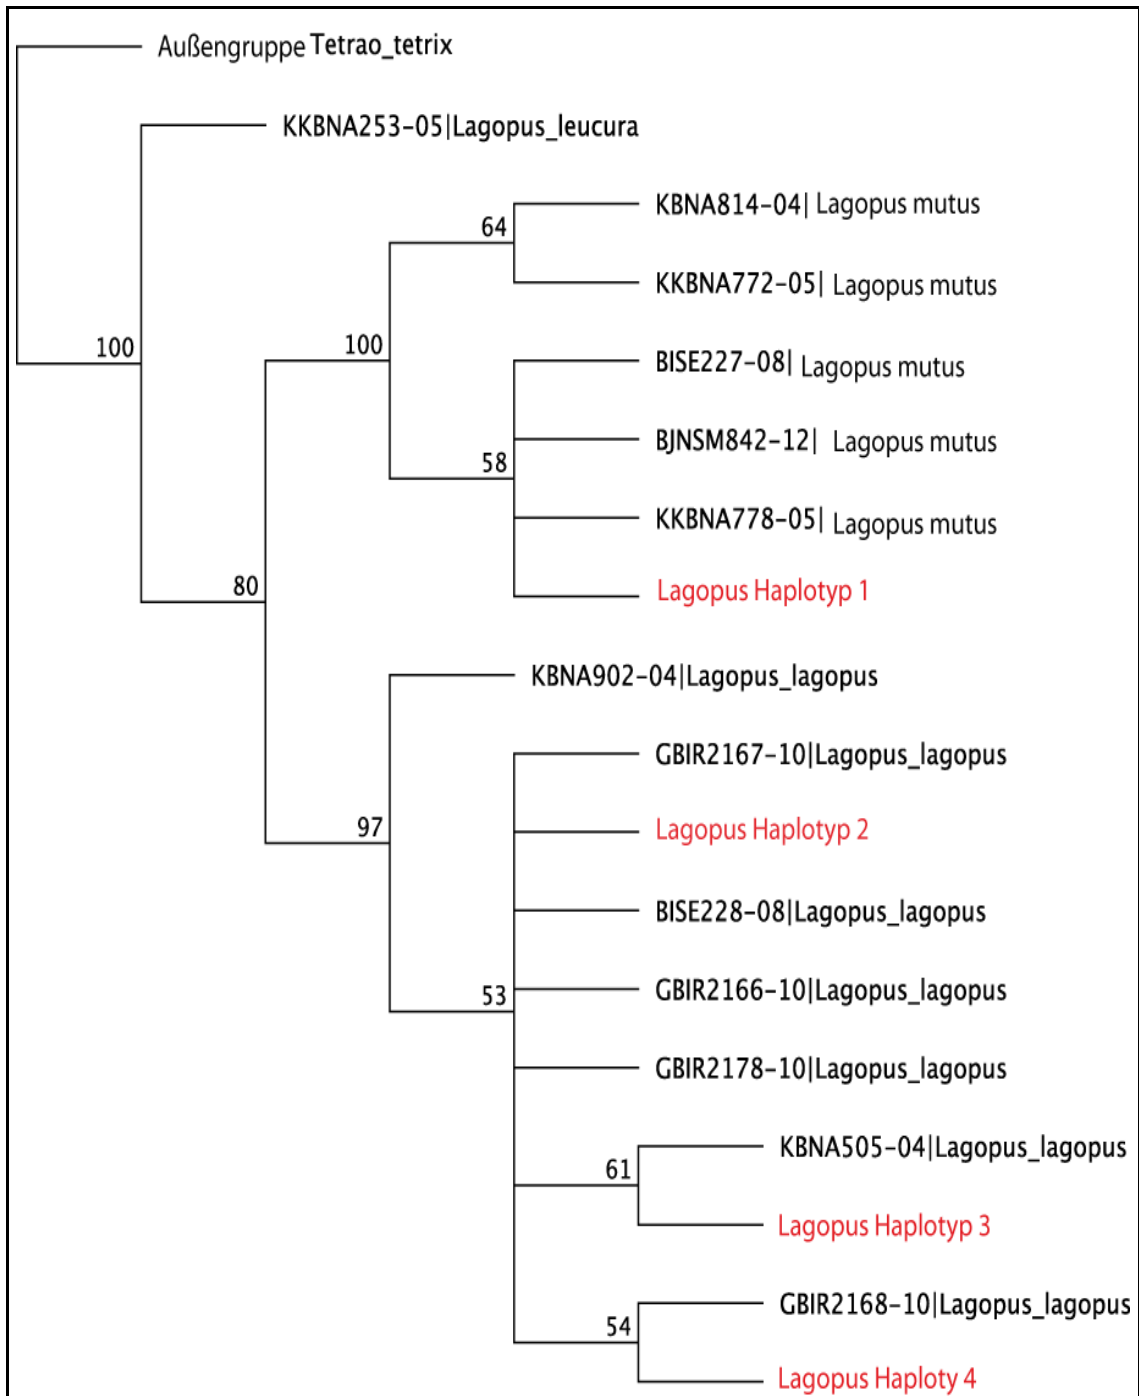 Außengruppe Tetrao_tetrix
KKBNA253-05|Lagopus_leucura
KBNA814-04| Lagopus mutus
64
KKBNA772-05| Lagopus mutus
100
100
BISE227-08| Lagopus mutus
BJNSM842-12| Lagopus mutus
58
KKBNA778-05| Lagopus mutus
80
Lagopus Haplotyp 1
KBNA902-04|Lagopus_lagopus
GBIR2167-10|Lagopus_lagopus
97
Lagopus Haplotyp 2
BISE228-08|Lagopus_lagopus
53
GBIR2166-10|Lagopus_lagopus
GBIR2178-10|Lagopus_lagopus
KBNA505-04|Lagopus_lagopus
61
Lagopus Haplotyp 3
GBIR2168-10|Lagopus_lagopus
54
Lagopus Haploty 4